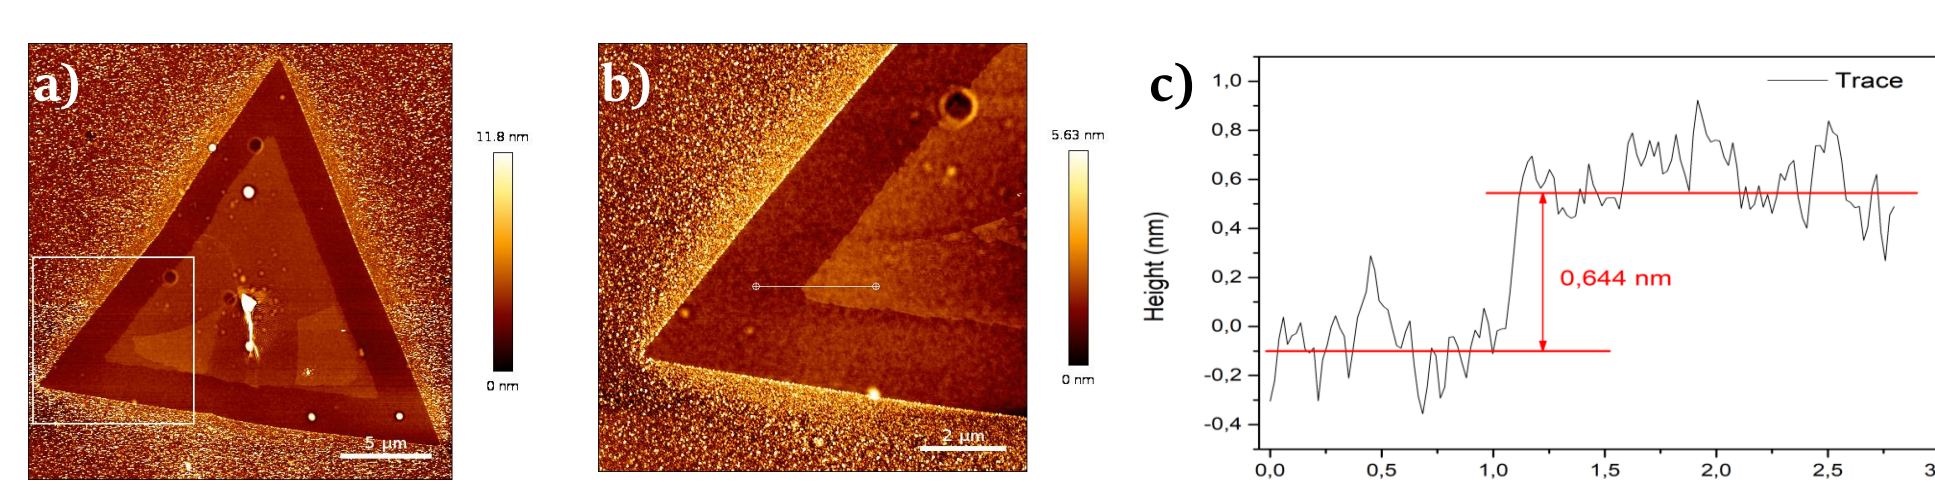 a)
11.8 nm
0 nm
5 µm
b)
5.63 nm
0 nm
2 µm
c)
Trace
Height (nm)
1,0
0,8
0,6
0,4
0,2
0,0
-0,2
-0,4
0,644 nm
0,0 0,5 1,0 1,5 2,0 2,5 3